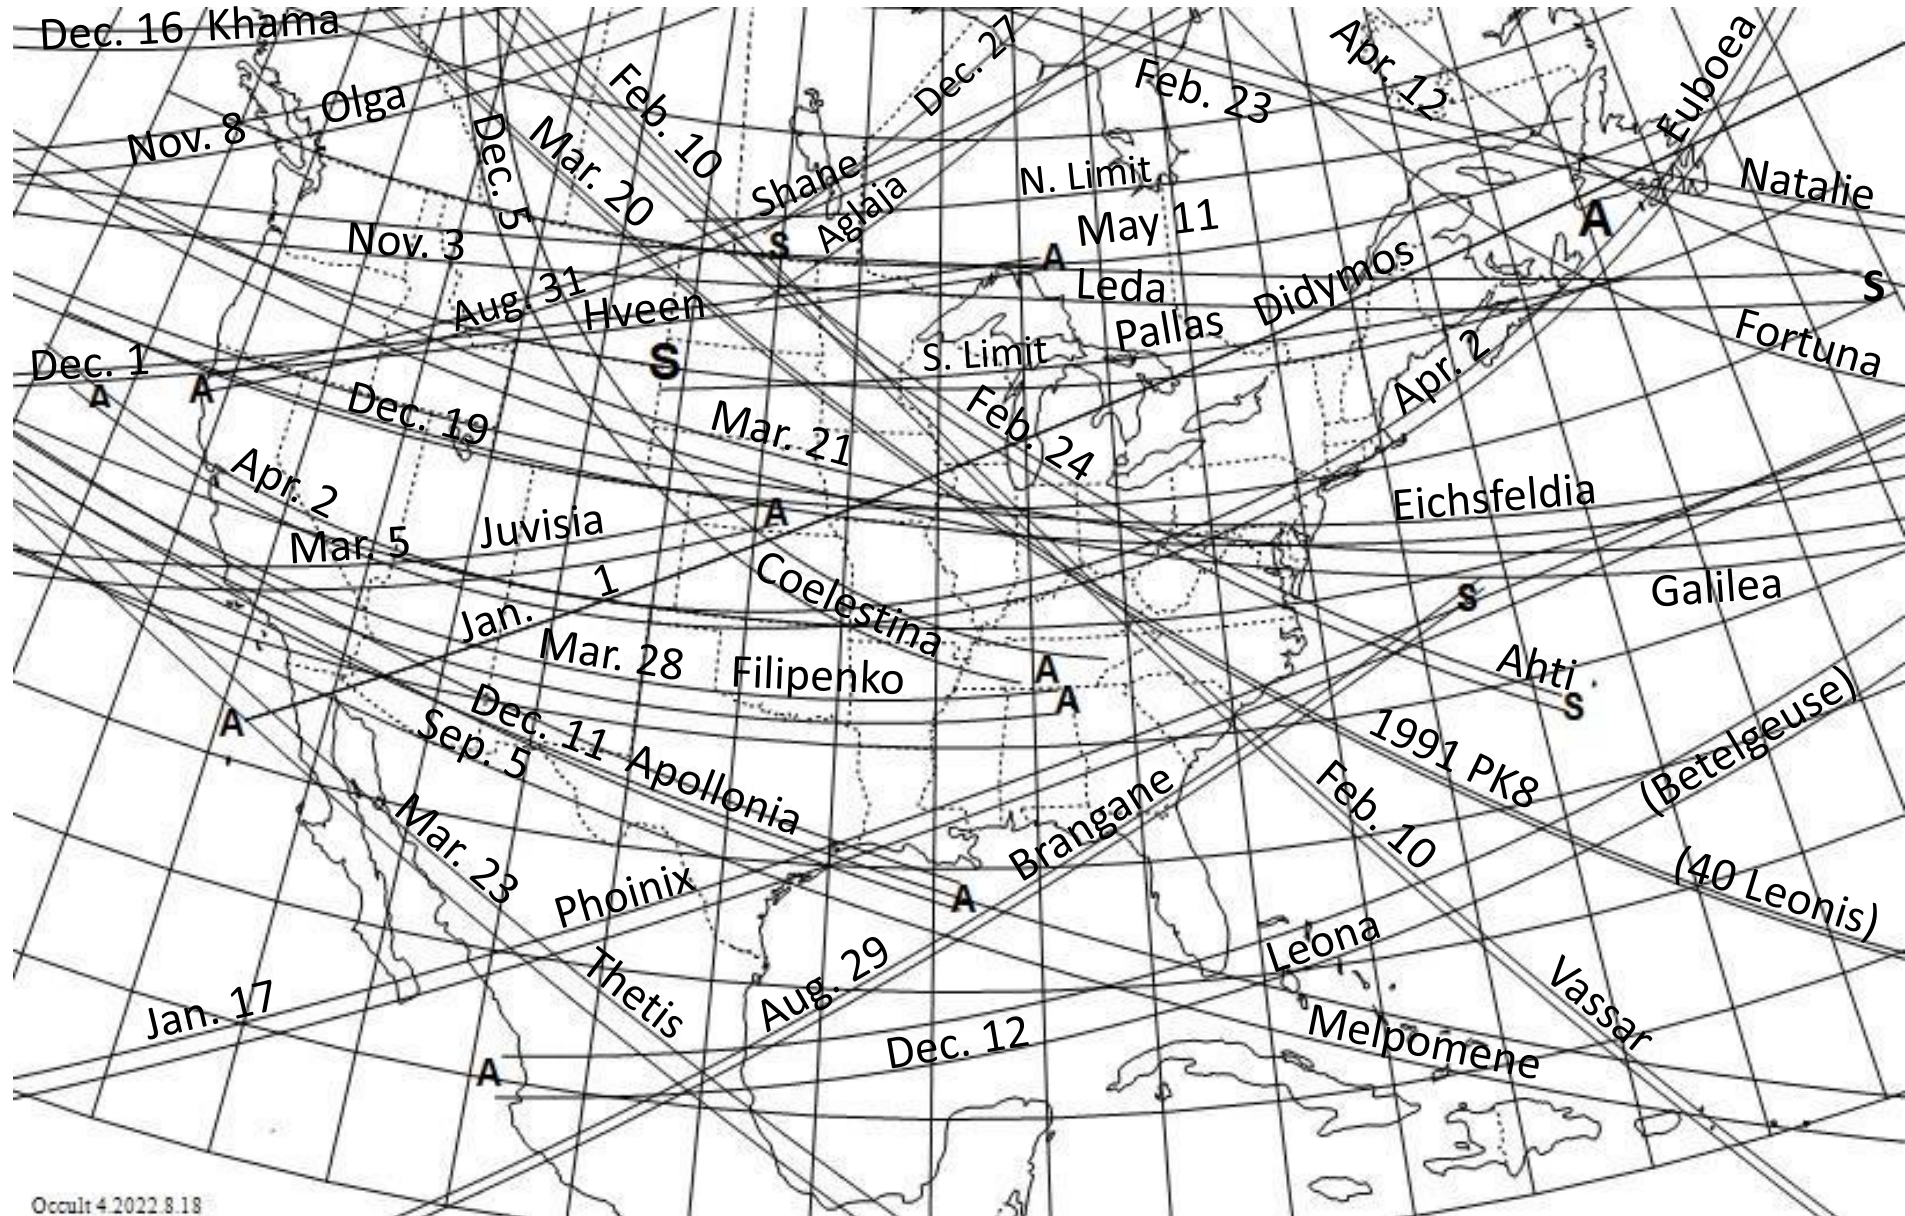 Dec. 16 Khama
Nov. 8 Olga
Dec. 5
Mar. 20
Feb. 10
Dec. 27
Shane
Aglaja
Feb. 23
Apr. 12
Euboea
N. Limit
May 11
A
S
A
Natalie
Nov. 3
Aug. 31
Hveen
Leda
Pallas
Didymos
S
Fortuna
Dec. 1
A
A
S
S. Limit
Apr. 2
Dec. 19
Mar. 21
Feb. 24
Apr. 2
Mar. 5
Juvisia
A
Eichsfeldia
Jan. 1
Coelestina
S
Galilea
Mar. 28
Filipenko
A
A
Ahti
S
A
Dec. 11 Apollonia
Sep. 5
1991 PK8
(Betelgeuse)
Mar. 23
Phoinix
A
Brangane
Feb. 10
(40 Leonis)
Jan. 17
Thetis
Aug. 29
Leona
Vassar
A
Dec. 12
Melpomene
Occult 4.2022.8.18